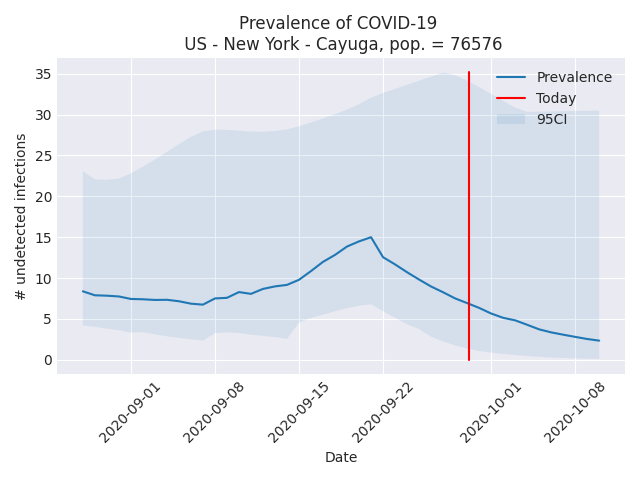 Prevalence of COVID-19
US - New York - Cayuga, pop. = 76576
35
30
25
20
15
10
5
0
# undetected infections
Prevalence
Today
95CI
2020-09-01
2020-09-08
2020-09-15
2020-09-22
2020-10-01
2020-10-08
Date